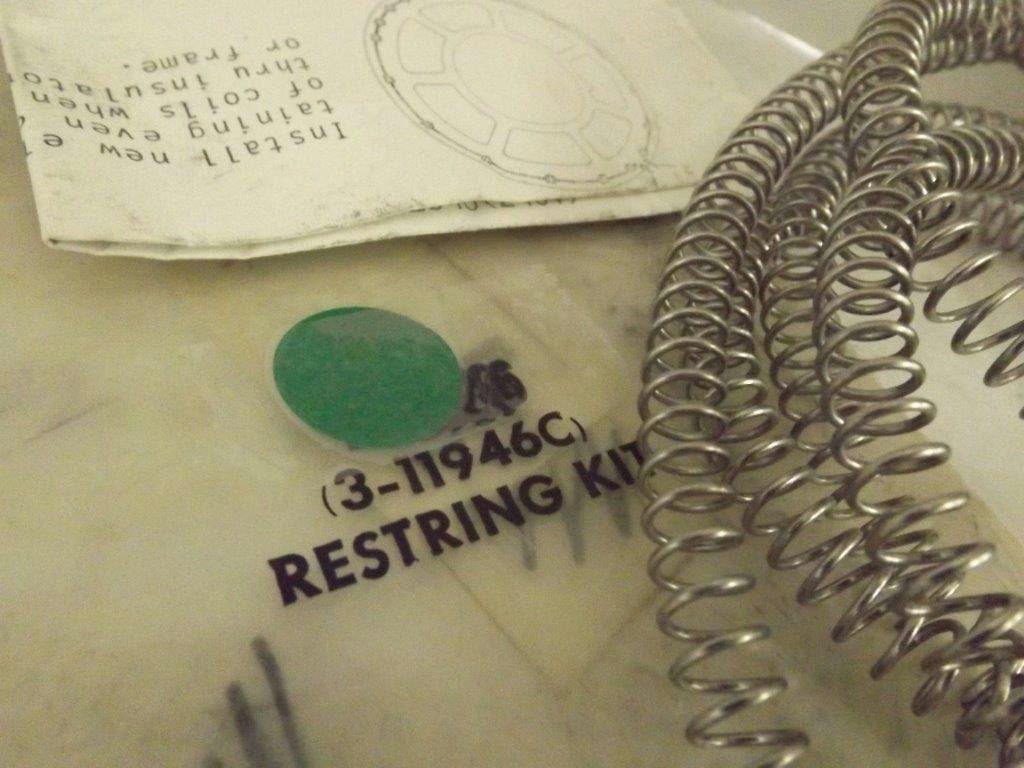 Install new
taining even
of coils when
thru insulato
or frame.
(3-11946C)
RESTRING KIT